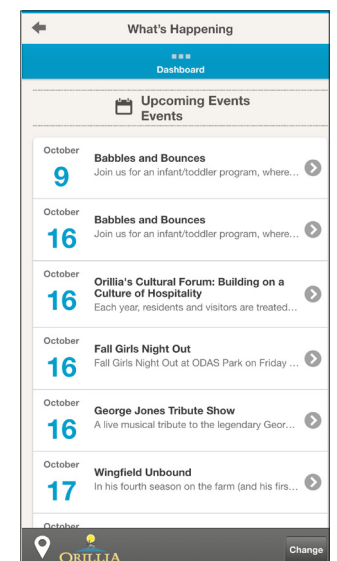 What's Happening
Dashboard
Upcoming Events
Events
October
9
Babbles and Bounces
Join us for an infant/toddler program, where...
October
16
Babbles and Bounces
Join us for an infant/toddler program, where...
October
16
Orillia's Cultural Forum: Building on a
Culture of Hospitality
Each year, residents and visitors are treated...
October
16
Fall Girls Night Out
Fall Girls Night Out at ODAS Park on Friday ...
October
16
George Jones Tribute Show
A live musical tribute to the legendary Geor...
October
17
Wingfield Unbound
In his fourth season on the farm (and his firs...
October
ORILLIA
Change